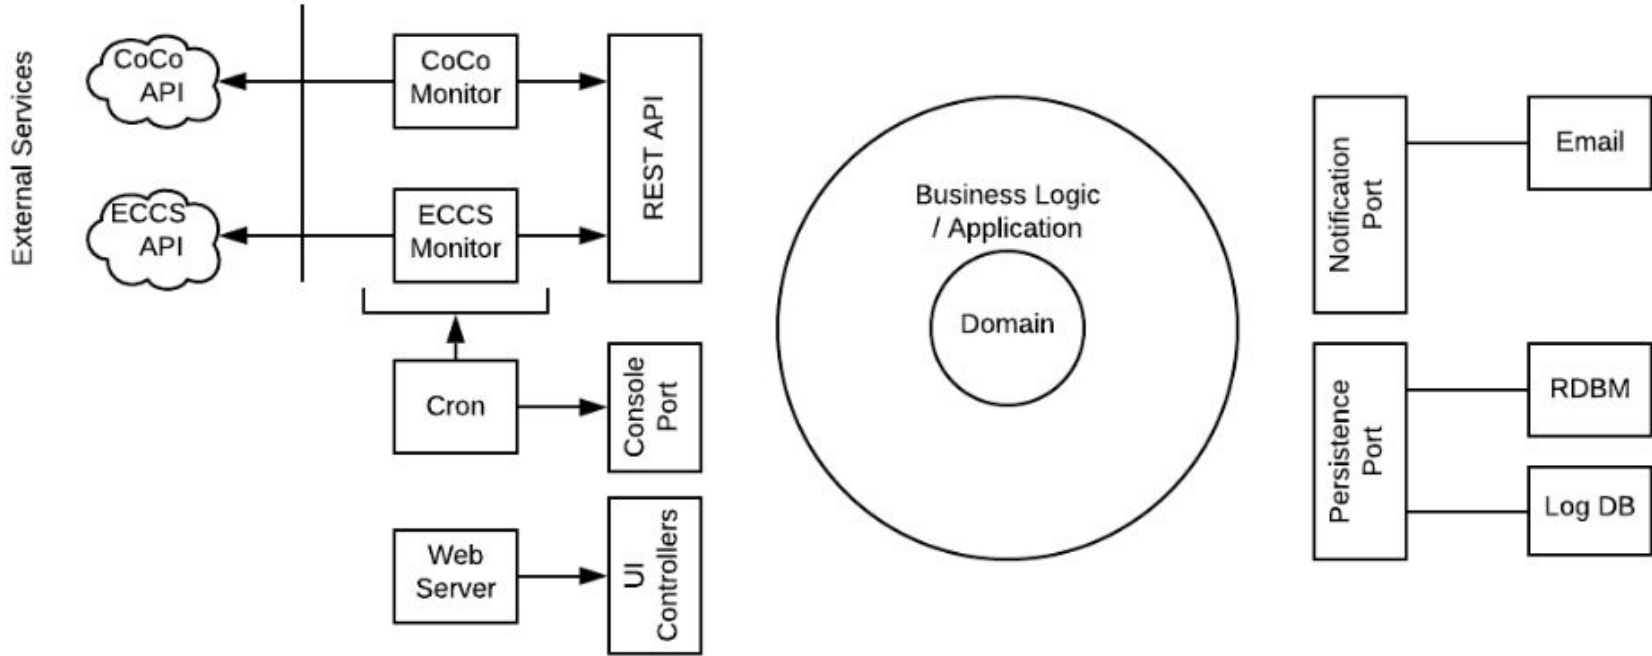 External Services
CoCo
API
CoCo
Monitor
REST API
ECCS
API
ECCS
Monitor
Cron
Console
Port
Web
Server
UI
Controllers
Business Logic
/ Application
Domain
Notification
Port
Email
Persistence
Port
RDBM
Log DB